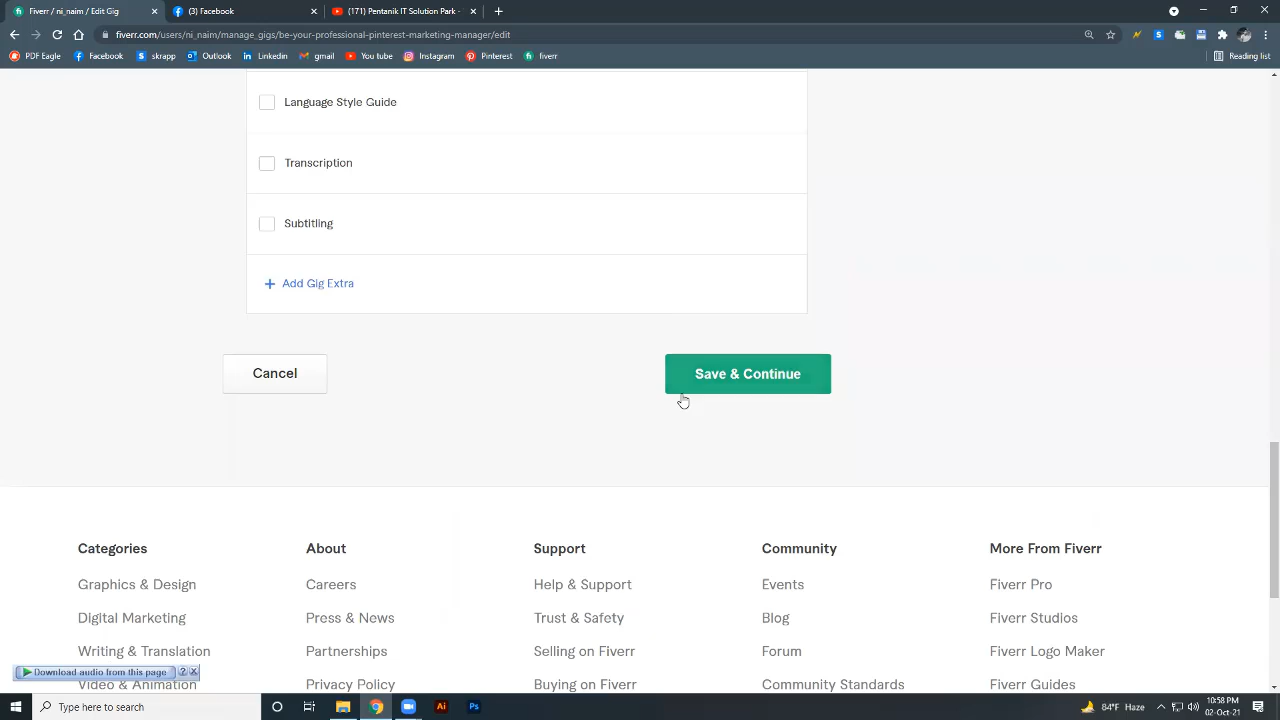 Fiverr / ni_naim / Edit Gig
(3) Facebook
(171) Pentanik IT Solution Park -
fiverr.com/users/ni_naim/manage_gigs/be-your-professional-pinterest-marketing-manager/edit
PDF Eagle
Facebook
skrapp
Outlook
Linkedin
gmail
You tube
Instagram
Pinterest
fiverr
Reading list
Language Style Guide
Transcription
Subtitling
+ Add Gig Extra
Cancel
Save & Continue
Categories
About
Support
Community
More From Fiverr
Graphics & Design
Careers
Help & Support
Events
Fiverr Pro
Digital Marketing
Press & News
Trust & Safety
Blog
Fiverr Studios
Writing & Translation
Partnerships
Selling on Fiverr
Forum
Fiverr Logo Maker
Download audio from this page
Video & Animation
Privacy Policy
Buying on Fiverr
Community Standards
Fiverr Guides
Type here to search
84°F Haze
10:58 PM
02-Oct-21